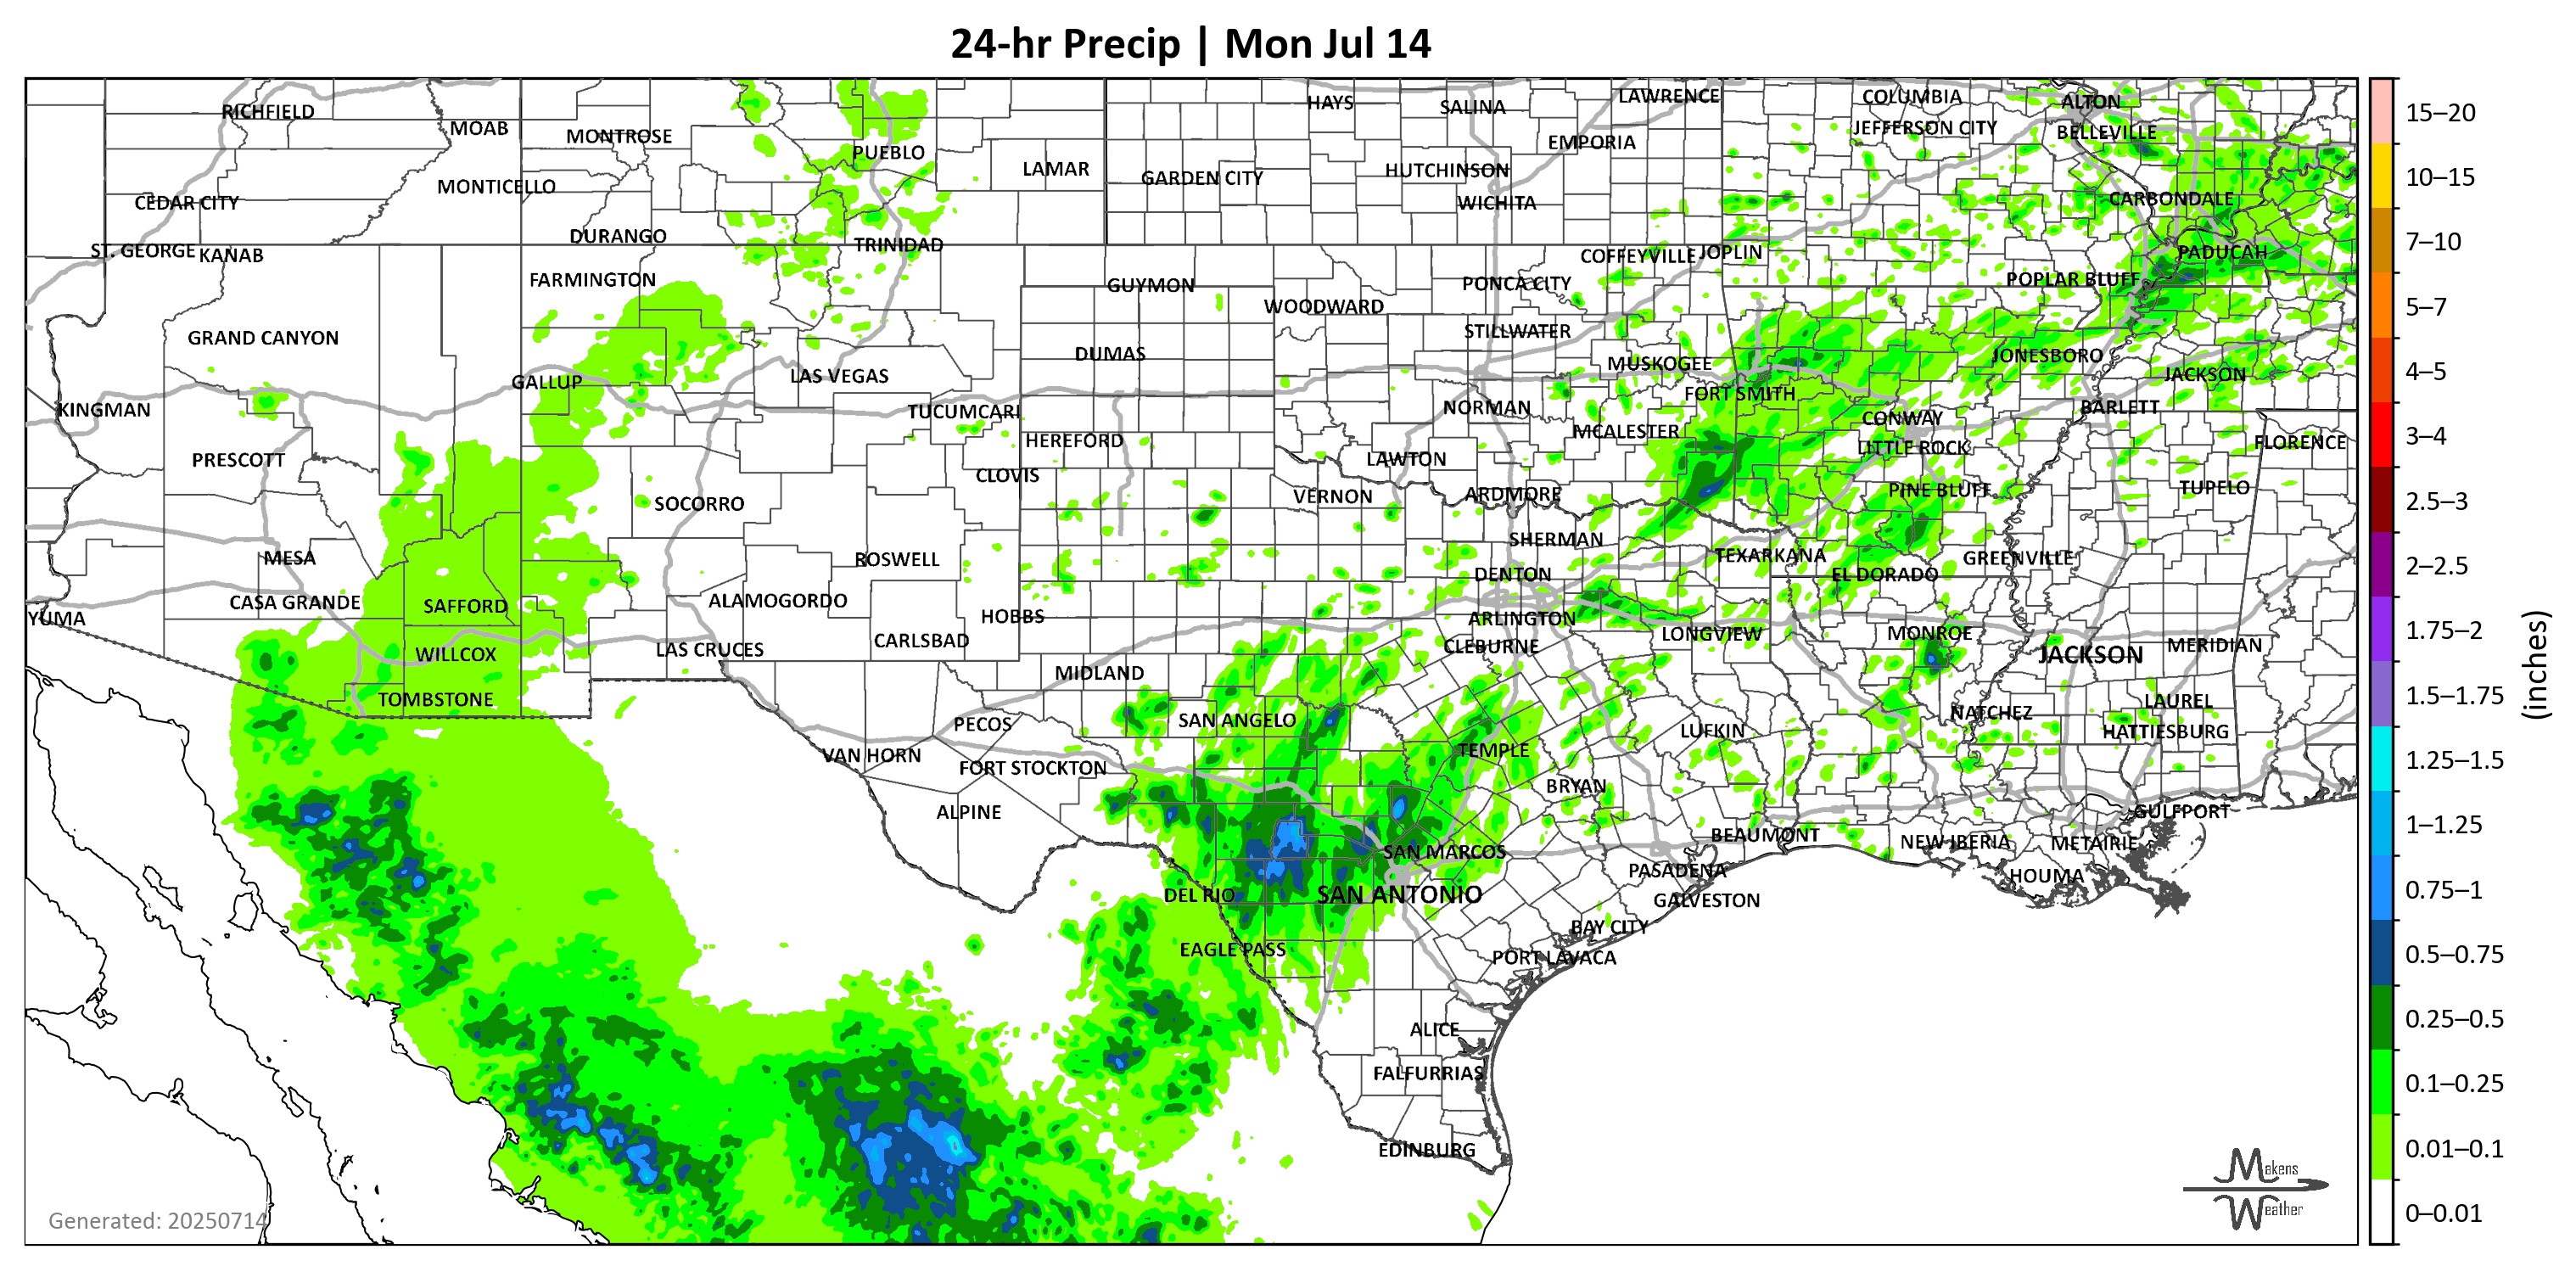 24-hr Precip | Mon Jul 14
RICHFIELD
MOAB
MONTROSE
PUEBLO
LAMAR
HAYS
SALINA
LAWRENCE
COLUMBIA
ALTON
JEFFERSON CITY
BELLEVILLE
EMPORIA
GARDEN CITY
HUTCHINSON
MONTICELLO
CEDAR CITY
WICHITA
CARBONDALE
DURANGO
TRINIDAD
ST. GEORGE
KANAB
COFFEYVILLE
JOPLIN
PADUCAH
FARMINGTON
GUYMON
PONCA CITY
POPLAR BLUFF
WOODWARD
GRAND CANYON
STILLWATER
DUMAS
MUSKOGEE
JONESBORO
GALLUP
LAS VEGAS
JACKSON
FORT SMITH
KINGMAN
TUCUMCARI
NORMAN
BARLETT
CONWAY
MCALESTER
HEREFORD
FLORENCE
PRESCOTT
LAWTON
LITTLE ROCK
CLOVIS
SOCORRO
VERNON
ARDMORE
PINE BLUFF
TUPELO
MESA
ROSWELL
SHERMAN
TEXARKANA
GREENVILLE
CASA GRANDE
SAFFORD
ALAMOGORDO
DENTON
EL DORADO
YUMA
HOBBS
ARLINGTON
CARLSBAD
CLEBURNE
LONGVIEW
MONROE
WILLCOX
LAS CRUCES
JACKSON
MERIDIAN
MIDLAND
TOMBSTONE
PECOS
SAN ANGELO
NATCHEZ
LAUREL
LUFKIN
HATTIESBURG
VAN HORN
FORT STOCKTON
TEMPLE
BRYAN
ALPINE
GULFPORT
BEAUMONT
NEW IBERIA
METAIRIE
SAN MARCOS
PASADENA
HOUMA
DEL RIO
SAN ANTONIO
GALVESTON
BAY CITY
EAGLE PASS
PORT LAVACA
ALICE
FALFURRIAS
EDINBURG
Generated: 20250714
Makens
Weather
15–20
10–15
7–10
5–7
4–5
3–4
2.5–3
2–2.5
1.75–2
1.5–1.75
1.25–1.5
1–1.25
0.75–1
0.5–0.75
0.25–0.5
0.1–0.25
0.01–0.1
0–0.01
(inches)